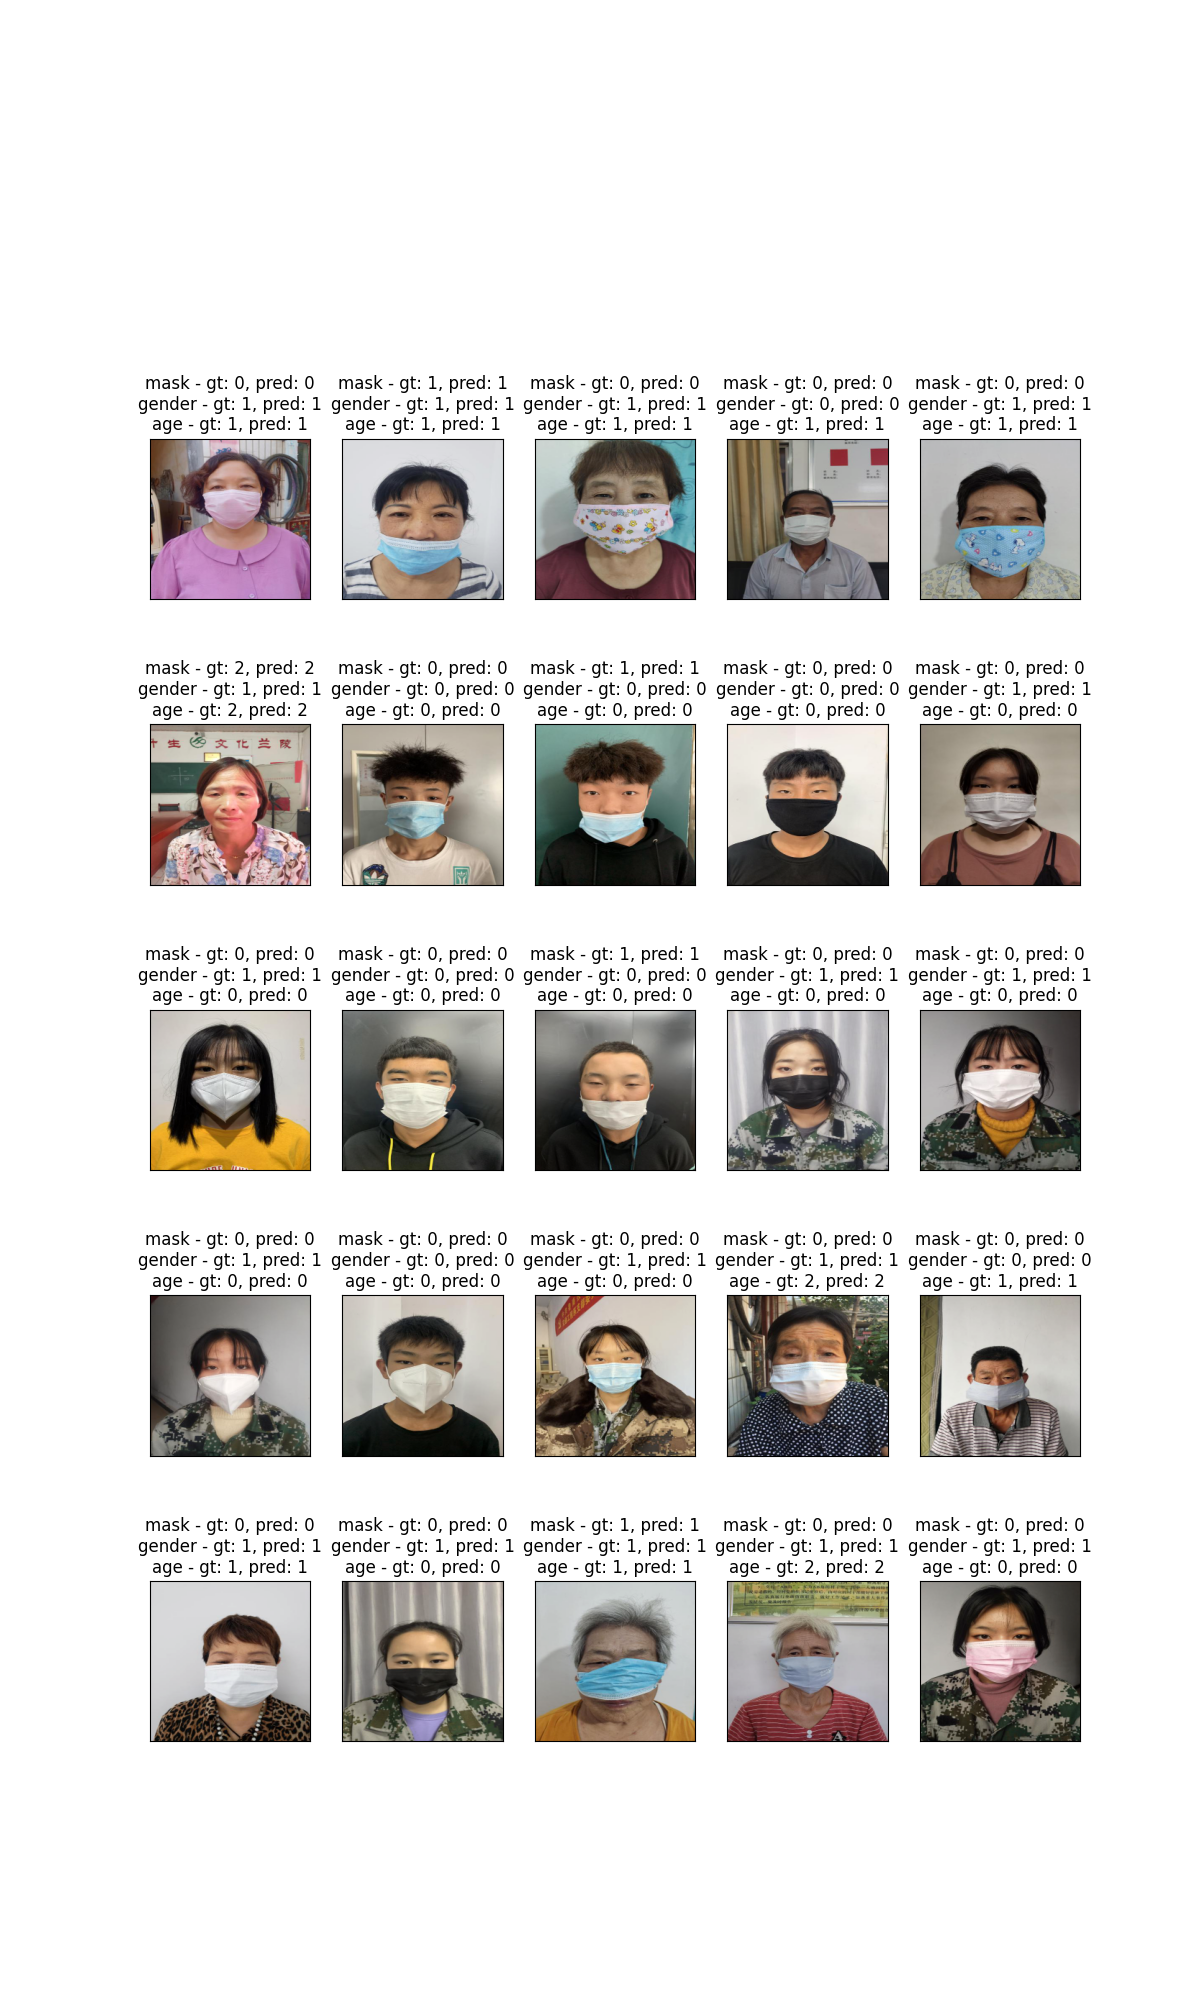 mask - gt: 0, pred: 0
gender - gt: 1, pred: 1
age - gt: 1, pred: 1
mask - gt: 1, pred: 1
gender - gt: 1, pred: 1
age - gt: 1, pred: 1
mask - gt: 0, pred: 0
gender - gt: 1, pred: 1
age - gt: 1, pred: 1
mask - gt: 0, pred: 0
gender - gt: 0, pred: 0
age - gt: 1, pred: 1
mask - gt: 0, pred: 0
gender - gt: 1, pred: 1
age - gt: 1, pred: 1
mask - gt: 2, pred: 2
gender - gt: 1, pred: 1
age - gt: 2, pred: 2
生 文化兰陵
mask - gt: 0, pred: 0
gender - gt: 0, pred: 0
age - gt: 0, pred: 0
mask - gt: 1, pred: 1
gender - gt: 0, pred: 0
age - gt: 0, pred: 0
mask - gt: 0, pred: 0
gender - gt: 0, pred: 0
age - gt: 0, pred: 0
mask - gt: 0, pred: 0
gender - gt: 1, pred: 1
age - gt: 0, pred: 0
mask - gt: 0, pred: 0
gender - gt: 1, pred: 1
age - gt: 0, pred: 0
mask - gt: 0, pred: 0
gender - gt: 0, pred: 0
age - gt: 0, pred: 0
mask - gt: 1, pred: 1
gender - gt: 0, pred: 0
age - gt: 0, pred: 0
mask - gt: 0, pred: 0
gender - gt: 1, pred: 1
age - gt: 0, pred: 0
mask - gt: 0, pred: 0
gender - gt: 1, pred: 1
age - gt: 0, pred: 0
mask - gt: 0, pred: 0
gender - gt: 1, pred: 1
age - gt: 0, pred: 0
mask - gt: 0, pred: 0
gender - gt: 0, pred: 0
age - gt: 0, pred: 0
mask - gt: 0, pred: 0
gender - gt: 1, pred: 1
age - gt: 0, pred: 0
mask - gt: 0, pred: 0
gender - gt: 1, pred: 1
age - gt: 2, pred: 2
mask - gt: 0, pred: 0
gender - gt: 0, pred: 0
age - gt: 1, pred: 1
mask - gt: 0, pred: 0
gender - gt: 1, pred: 1
age - gt: 1, pred: 1
mask - gt: 0, pred: 0
gender - gt: 1, pred: 1
age - gt: 0, pred: 0
mask - gt: 1, pred: 1
gender - gt: 1, pred: 1
age - gt: 1, pred: 1
mask - gt: 0, pred: 0
gender - gt: 1, pred: 1
age - gt: 2, pred: 2
mask - gt: 0, pred: 0
gender - gt: 1, pred: 1
age - gt: 0, pred: 0